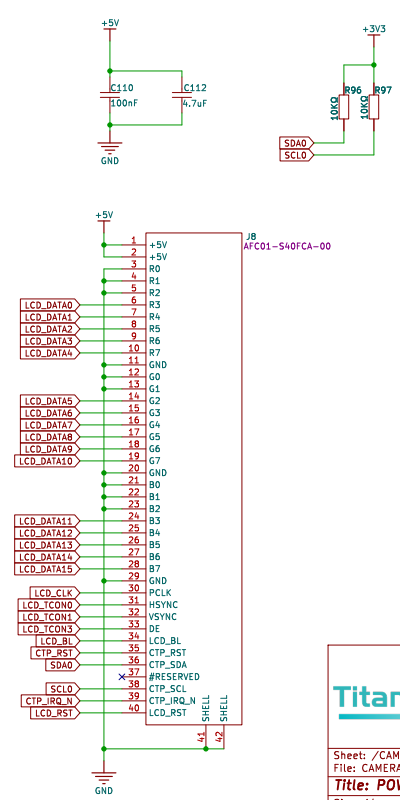 +5V
+3V3
C110
100nF
C112
4.7uF
R96
10KΩ
R97
10KΩ
GND
SDA0
SCL0
+5V
J8
AFC01-S40FCA-00
1 +5V
2 +5V
3 R0
4 R1
5 R2
LCD_DATA0 6 R3
LCD_DATA1 7 R4
LCD_DATA2 8 R5
LCD_DATA3 9 R6
LCD_DATA4 10 R7
11 GND
12 G0
13 G1
LCD_DATA5 14 G2
LCD_DATA6 15 G3
LCD_DATA7 16 G4
LCD_DATA8 17 G5
LCD_DATA9 18 G6
LCD_DATA10 19 G7
20 GND
21 B0
22 B1
23 B2
LCD_DATA11 24 B3
LCD_DATA12 25 B4
LCD_DATA13 26 B5
LCD_DATA14 27 B6
LCD_DATA15 28 B7
29 GND
LCD_CLK 30 PCLK
LCD_TCON0 31 HSYNC
LCD_TCON1 32 VSYNC
LCD_TCON3 33 DE
LCD_BL 34 LCD_BL
CTP_RST 35 CTP_RST
SDA0 36 CTP_SDA
37 #RESERVED
SCL0 38 CTP_SCL
CTP_IRQ_N 39 CTP_IRQ_N
LCD_RST 40 LCD_RST
SHELL 41
SHELL 42
GND
Titar
Sheet: /CAM
File: CAMERA
Title: POV